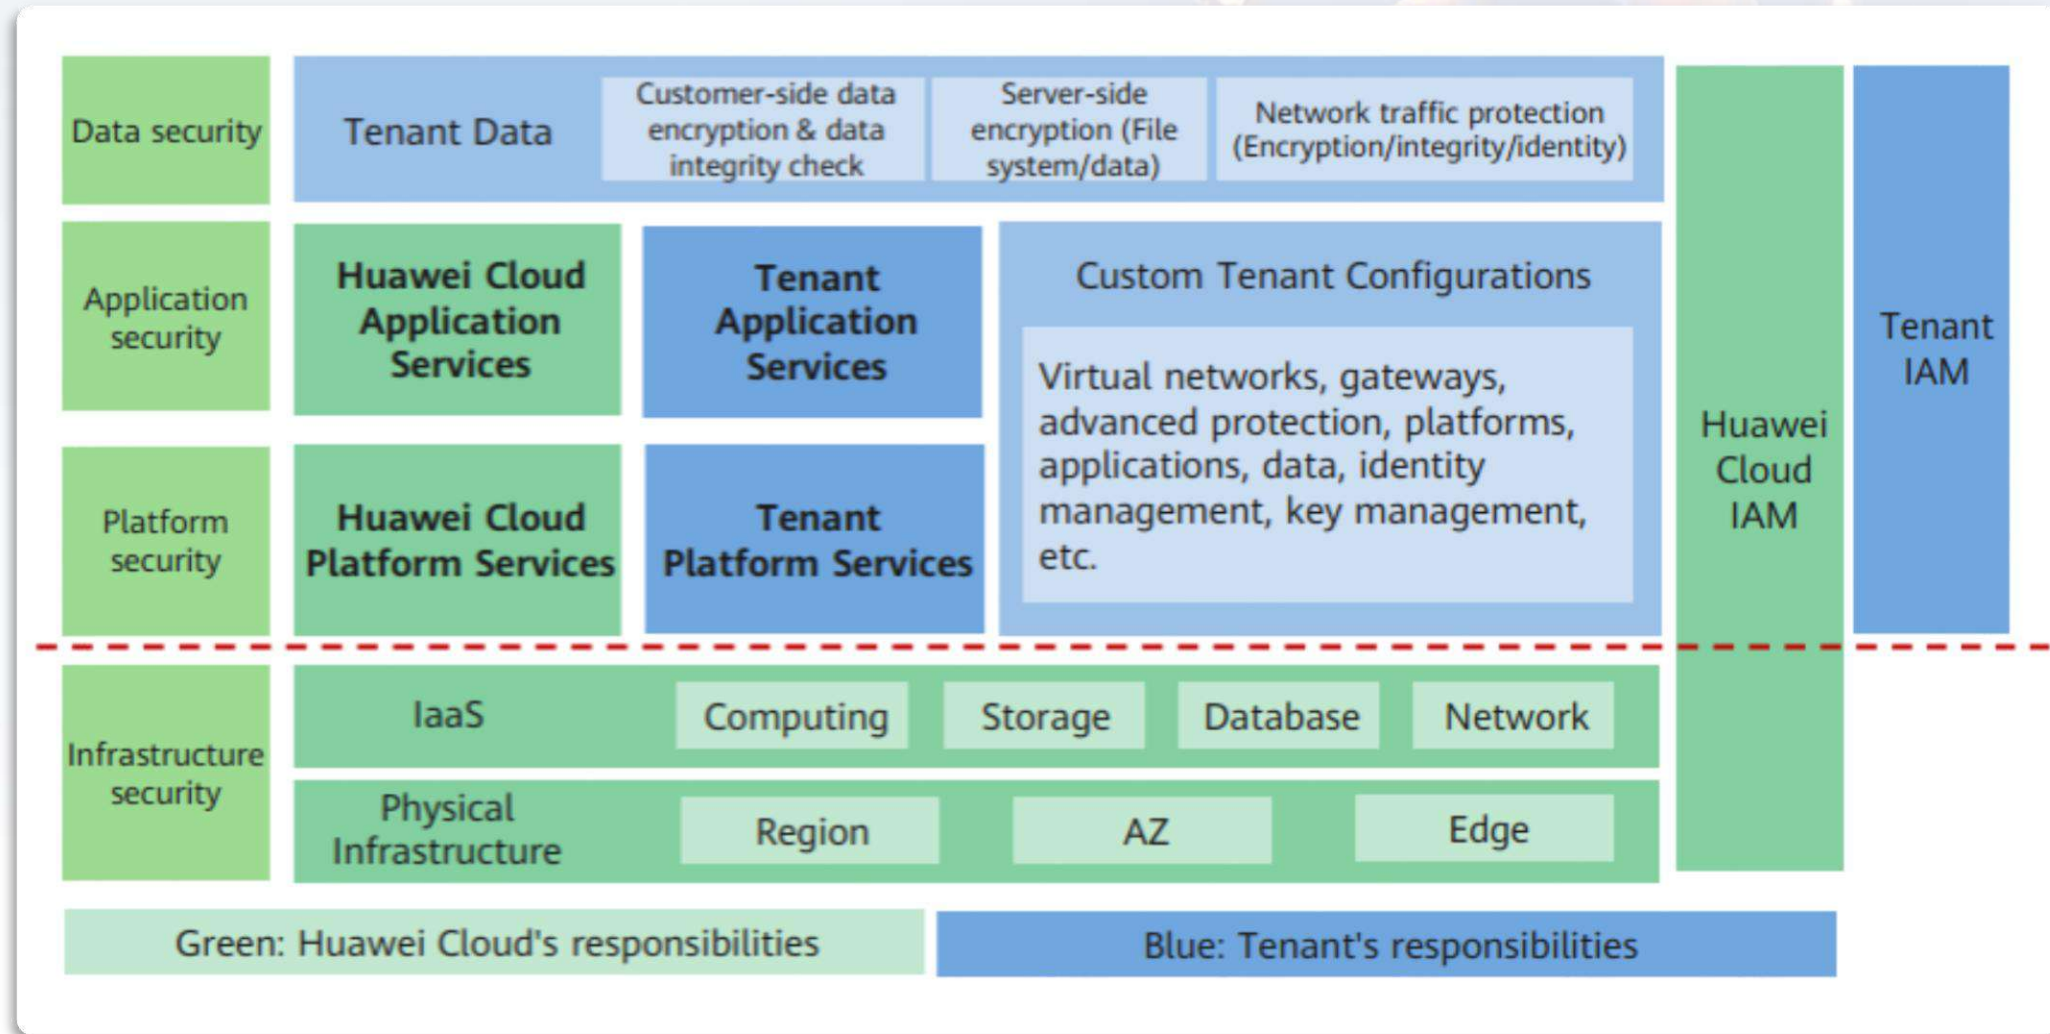 Data security
Tenant Data
Customer-side data
encryption & data
integrity check
Server-side
encryption (File
system/data)
Network traffic protection
(Encryption/integrity/identity)
Application
security
Huawei Cloud
Application
Services
Tenant
Application
Services
Custom Tenant Configurations
Virtual networks, gateways,
advanced protection, platforms,
applications, data, identity
management, key management,
etc.
Platform
security
Huawei Cloud
Platform Services
Tenant
Platform Services
Huawei
Cloud
IAM
Tenant
IAM
Infrastructure
security
IaaS
Computing
Storage
Database
Network
Physical
Infrastructure
Region
AZ
Edge
Green: Huawei Cloud's responsibilities
Blue: Tenant's responsibilities